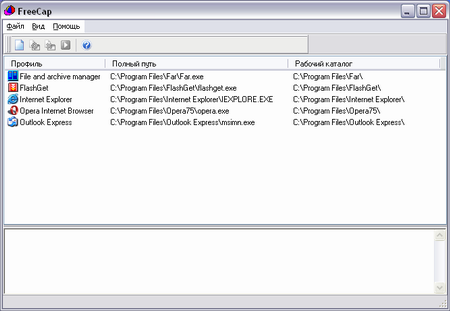 FreeCap
Файл Вид Помощь
Профиль Полный путь Рабочий каталог
File and archive manager C:\Program Files\Far\Far.exe C:\Program Files\Far\
FlashGet C:\Program Files\FlashGet\flashget.exe C:\Program Files\FlashGet\
Internet Explorer C:\Program Files\Internet Explorer\IEXPLORE.EXE C:\Program Files\Internet Explorer\
Opera Internet Browser C:\Program Files\Opera75\opera.exe C:\Program Files\Opera75\
Outlook Express C:\Program Files\Outlook Express\msimn.exe C:\Program Files\Outlook Express\